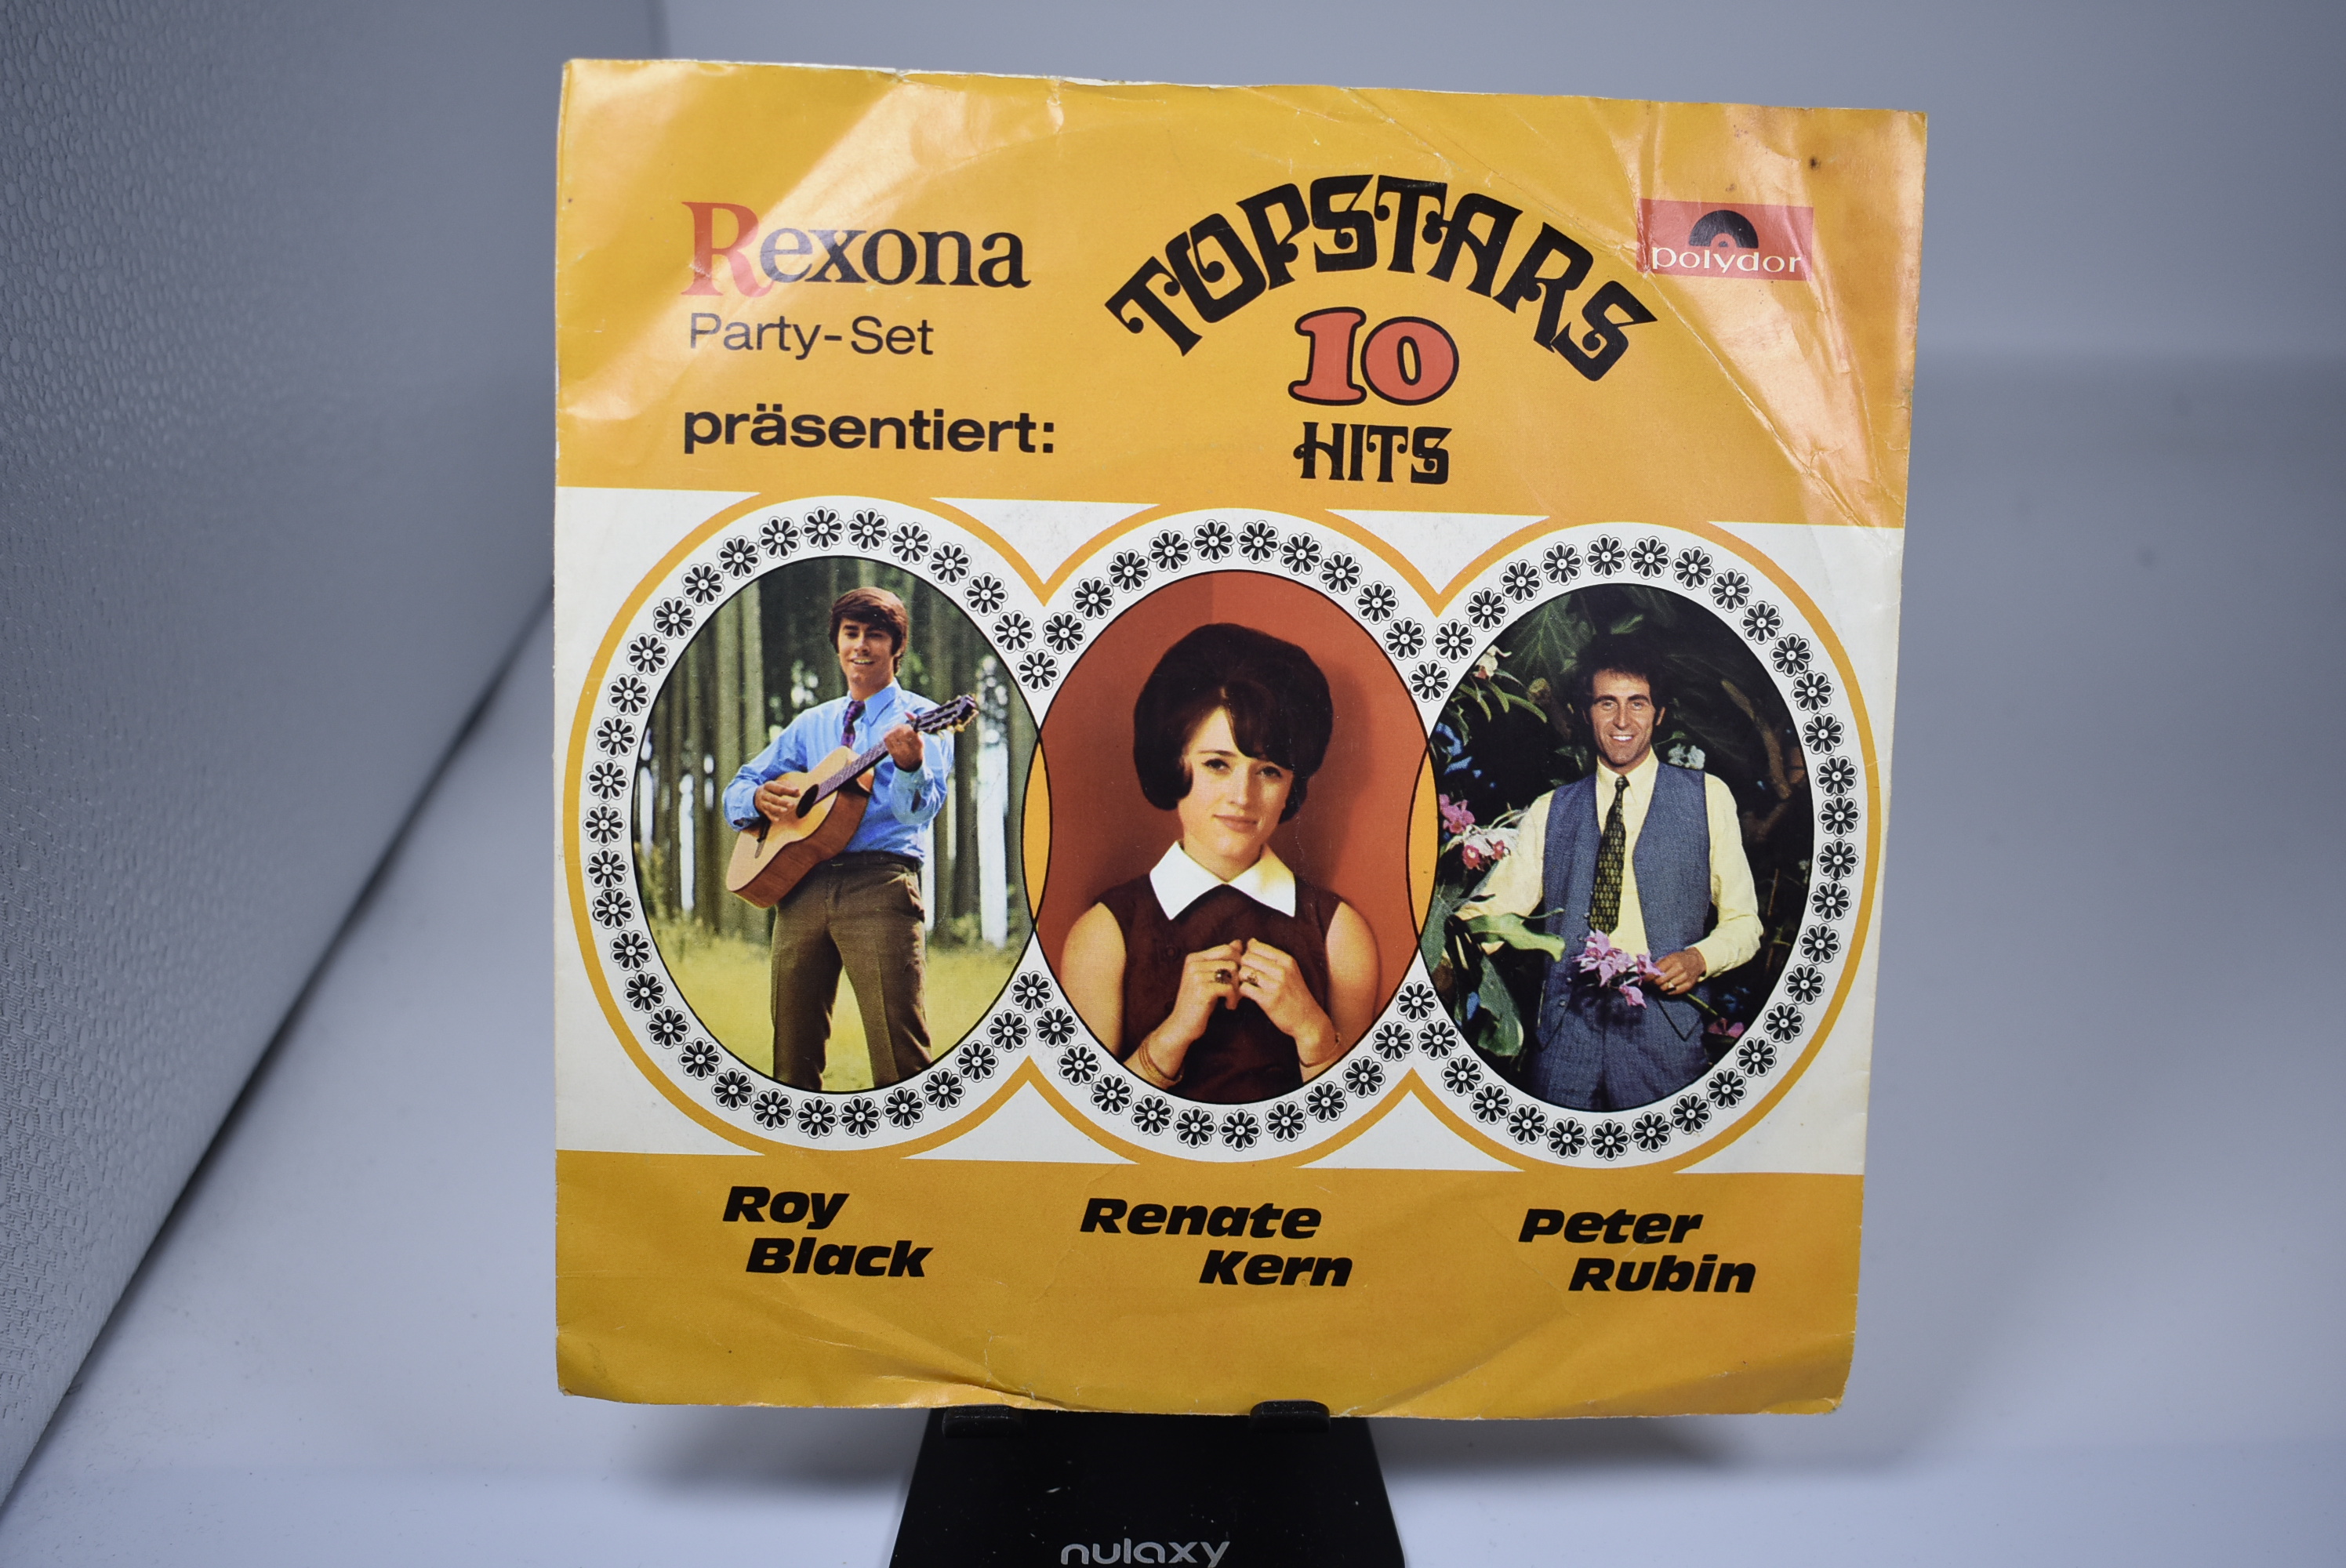 Rexona
Party-Set
präsentiert:
TOPSTARS
10
HITS
polydor
Roy
Black
Renate
Kern
Peter
Rubin
nulaxy